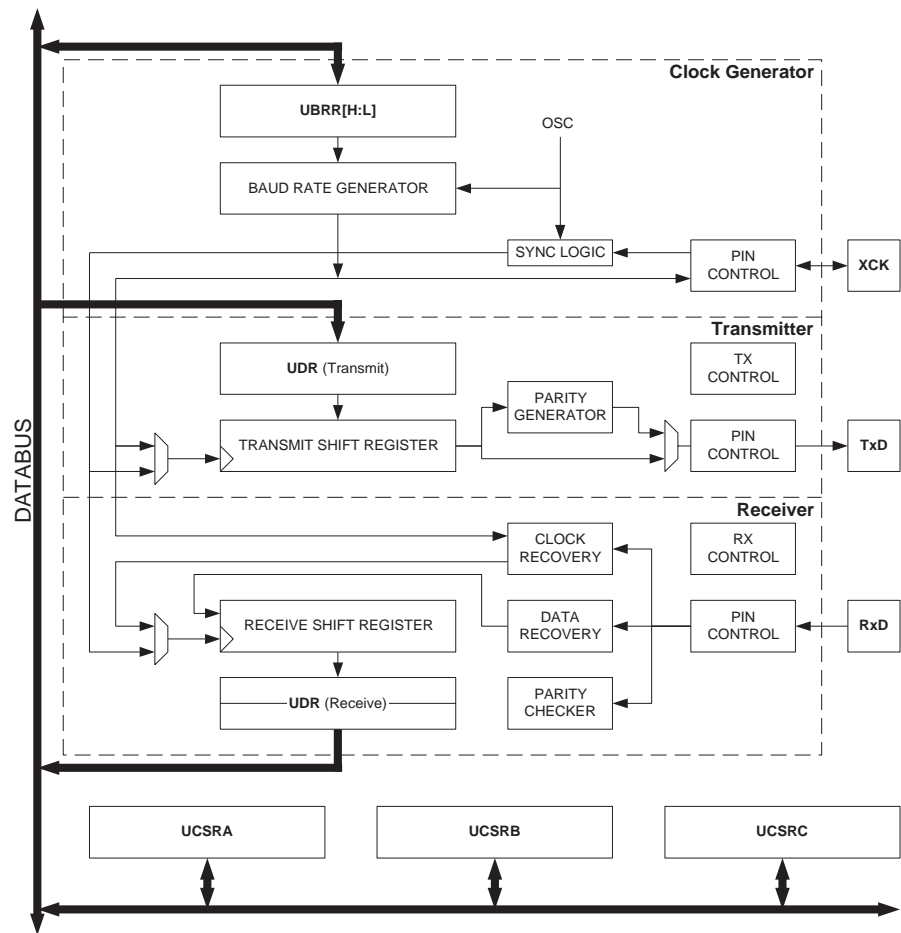 Clock Generator
UBRR[H:L]
OSC
BAUD RATE GENERATOR
SYNC LOGIC
PIN
CONTROL
XCK
Transmitter
UDR (Transmit)
TX
CONTROL
PARITY
GENERATOR
TRANSMIT SHIFT REGISTER
PIN
CONTROL
TxD
DATABUS
Receiver
CLOCK
RECOVERY
RX
CONTROL
RECEIVE SHIFT REGISTER
DATA
RECOVERY
PIN
CONTROL
RxD
UDR (Receive)
PARITY
CHECKER
UCSRA
UCSRB
UCSRC